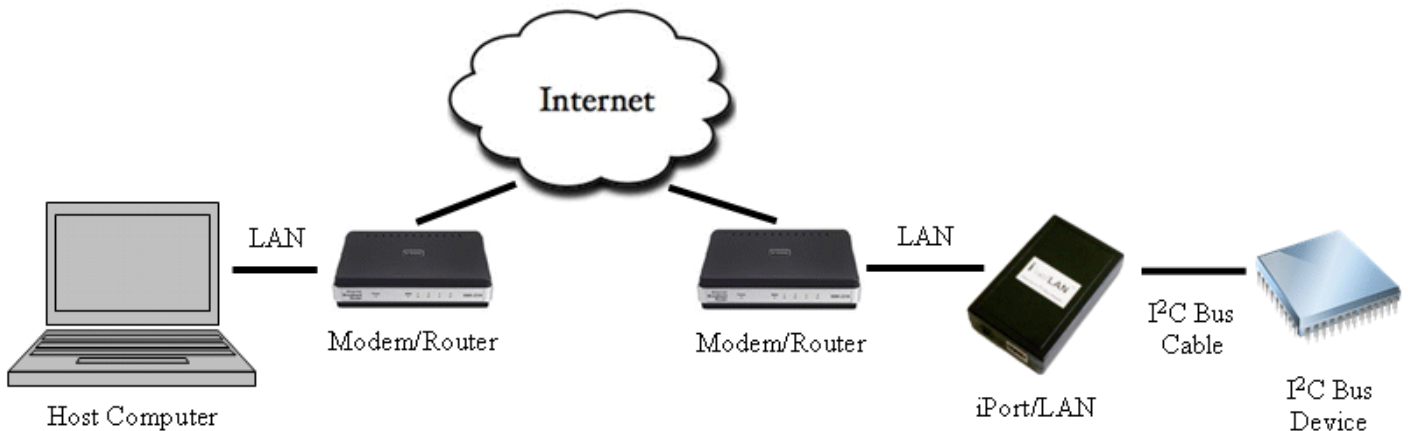 Internet
LAN
LAN
Modem/Router
Modem/Router
I²C Bus
Cable
Host Computer
iPort/LAN
I²C Bus
Device